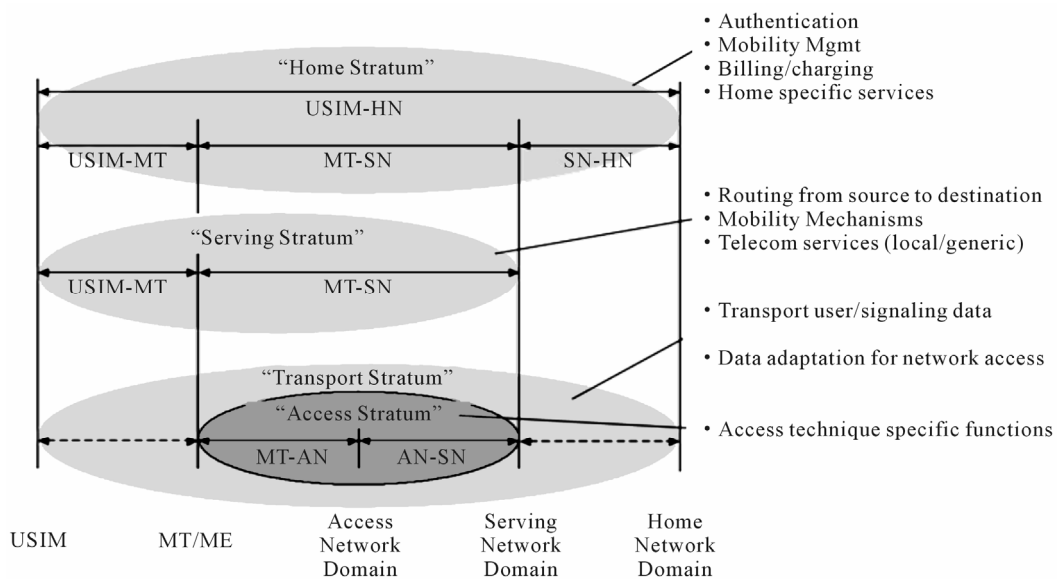 “Home Stratum”
USIM-HN
USIM-MT
MT-SN
SN-HN
• Authentication
• Mobility Mgmt
• Billing/charging
• Home specific services
“Serving Stratum”
USIM-MT
MT-SN
• Routing from source to destination
• Mobility Mechanisms
• Telecom services (local/generic)
“Transport Stratum”
“Access Stratum”
MT-AN
AN-SN
• Transport user/signaling data
• Data adaptation for network access
• Access technique specific functions
USIM
MT/ME
Access
Network
Domain
Serving
Network
Domain
Home
Network
Domain